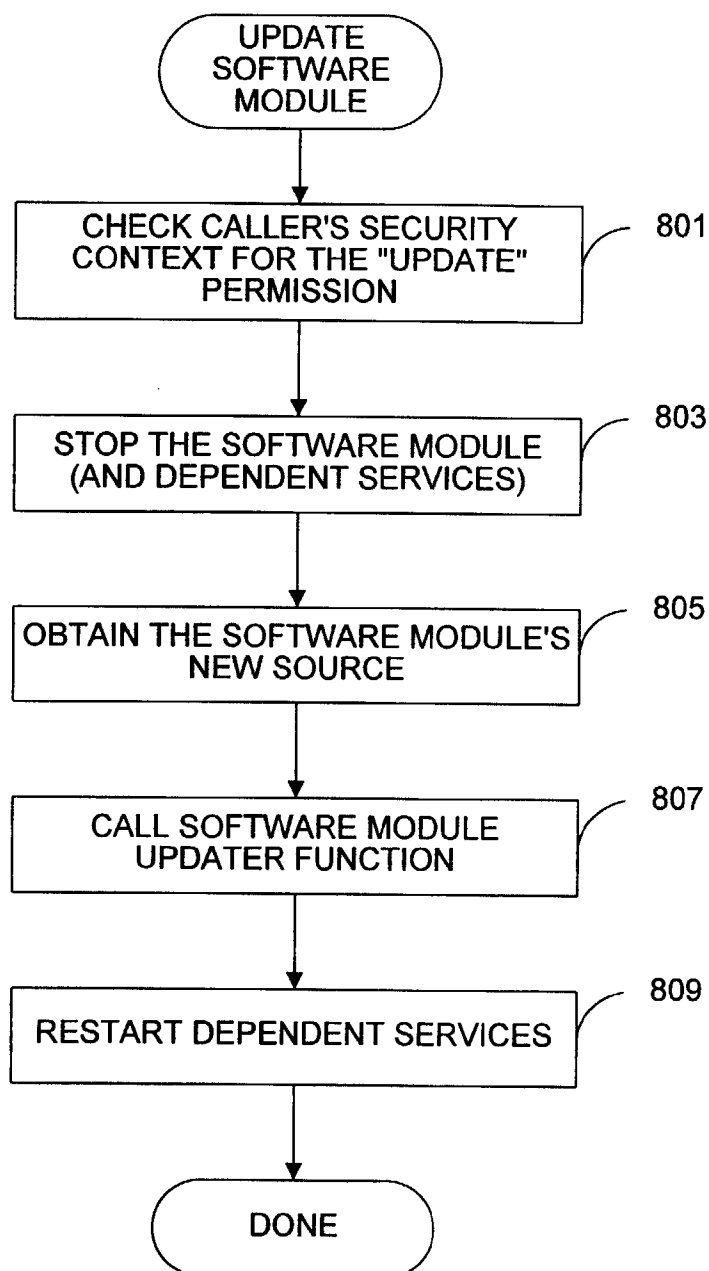 UPDATE
SOFTWARE
MODULE
CHECK CALLER'S SECURITY
CONTEXT FOR THE "UPDATE"
PERMISSION
801
STOP THE SOFTWARE MODULE
(AND DEPENDENT SERVICES)
803
OBTAIN THE SOFTWARE MODULE'S
NEW SOURCE
805
CALL SOFTWARE MODULE
UPDATER FUNCTION
807
RESTART DEPENDENT SERVICES
809
DONE